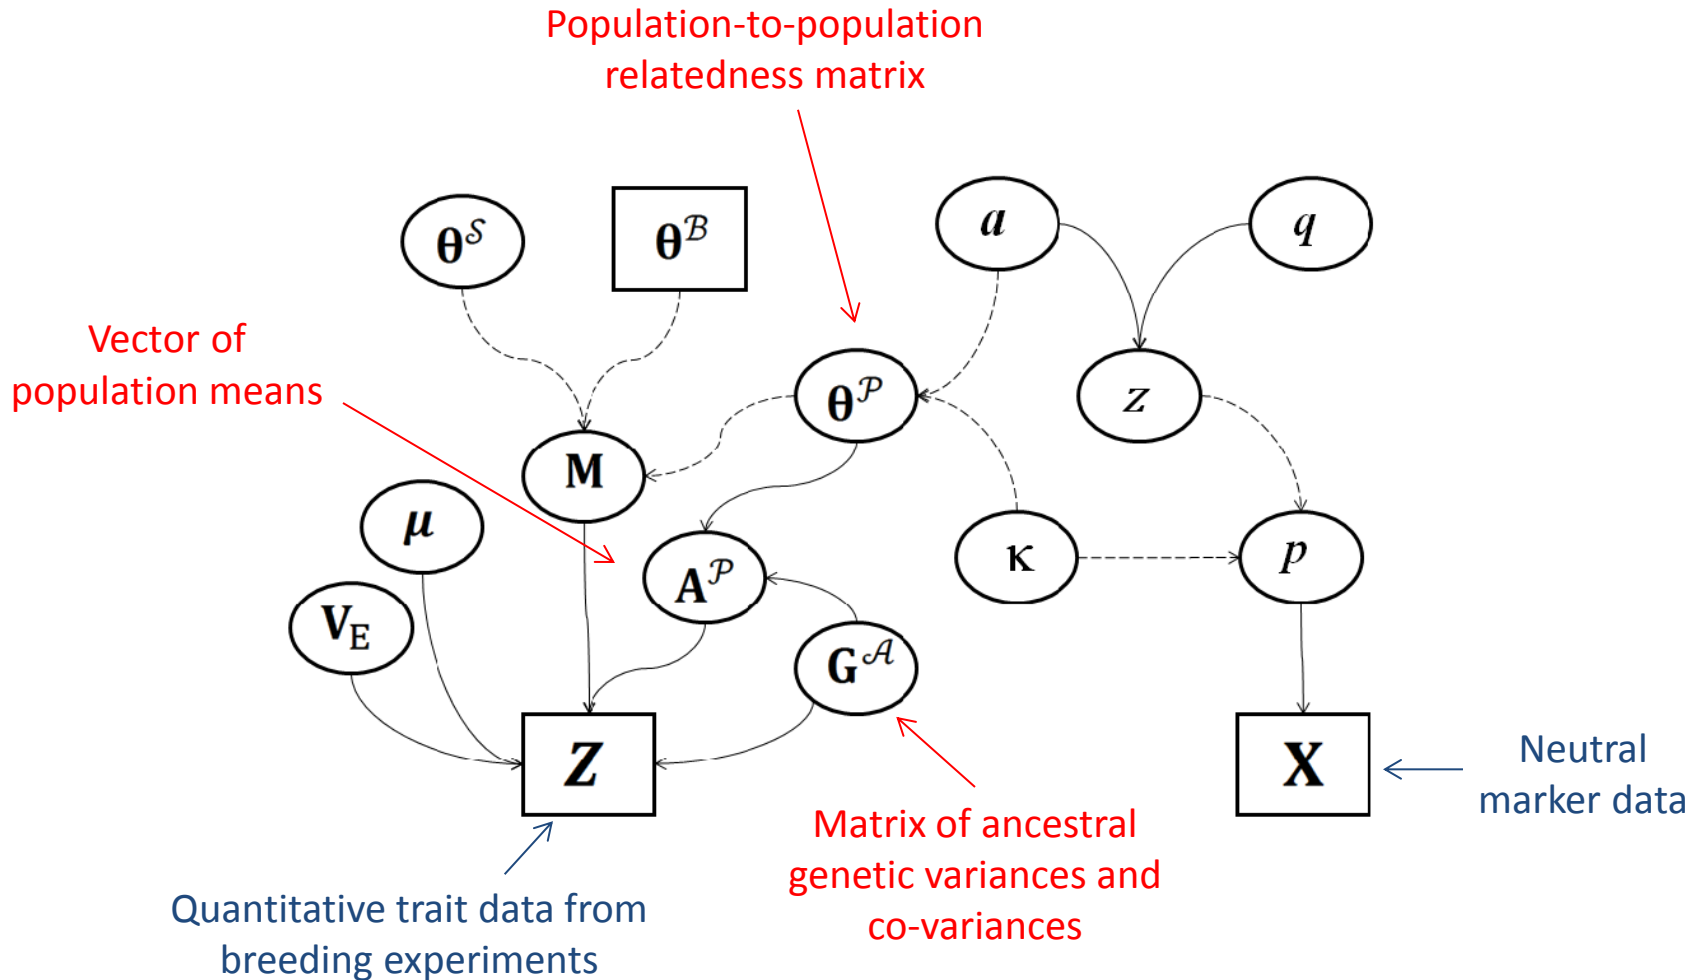 Population-to-population
relatedness matrix
θ^𝒮
θ^ℬ
a
q
Vector of
population means
θ^𝒫
z
M
μ
κ
p
A^𝒫
V_E
G^𝒜
Z
X
Neutral
marker data
Matrix of ancestral
genetic variances and
co-variances
Quantitative trait data from
breeding experiments